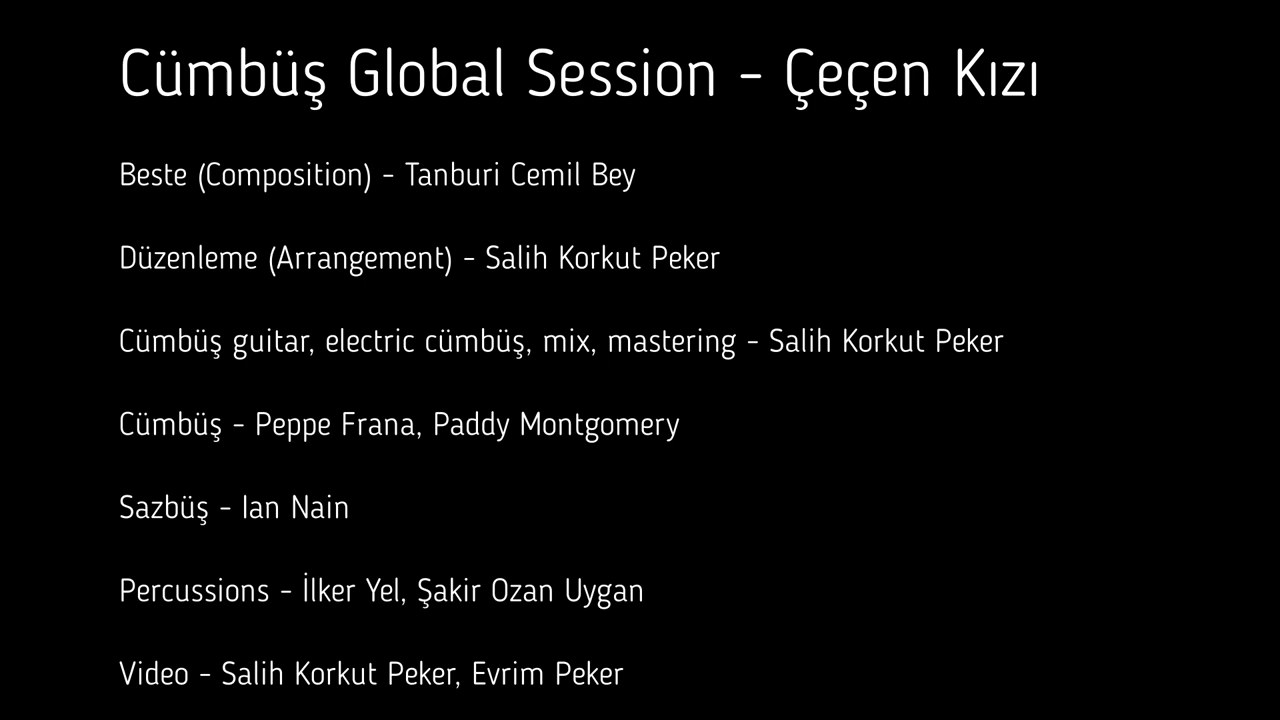 Cümbüş Global Session - Çeçen Kızı
Beste (Composition) - Tanburi Cemil Bey
Düzenleme (Arrangement) - Salih Korkut Peker
Cümbüş guitar, electric cümbüş, mix, mastering - Salih Korkut Peker
Cümbüş - Peppe Frana, Paddy Montgomery
Sazbüş - Ian Nain
Percussions - İlker Yel, Şakir Ozan Uygan
Video - Salih Korkut Peker, Evrim Peker